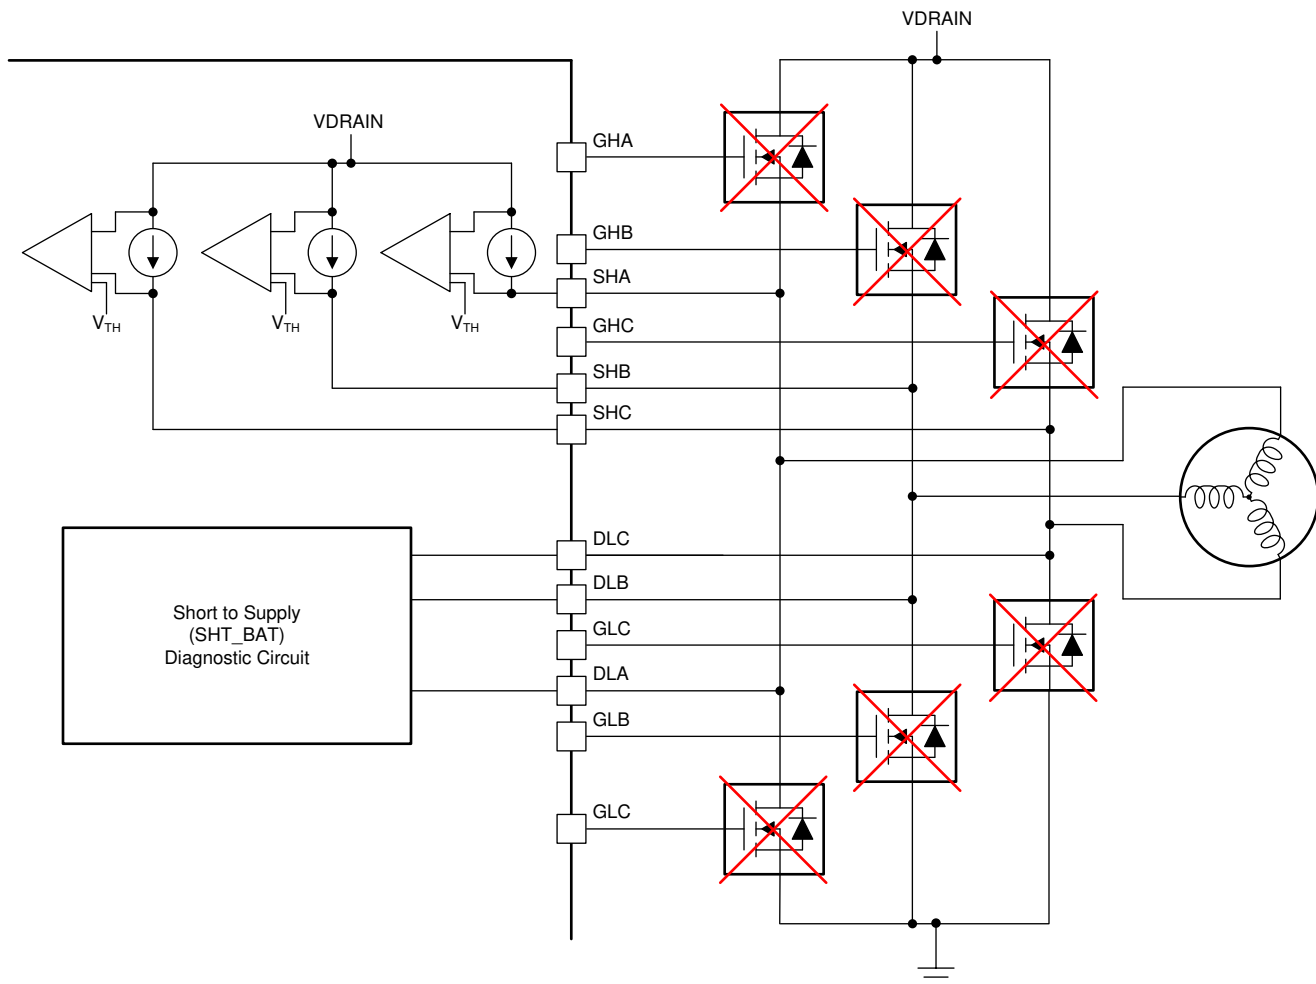 VDRAIN
VDRAIN
GHA
GHB
SHA
GHC
VTH
VTH
VTH
SHB
SHC
DLC
DLB
Short to Supply
(SHT_BAT)
Diagnostic Circuit
GLC
DLA
GLB
GLC